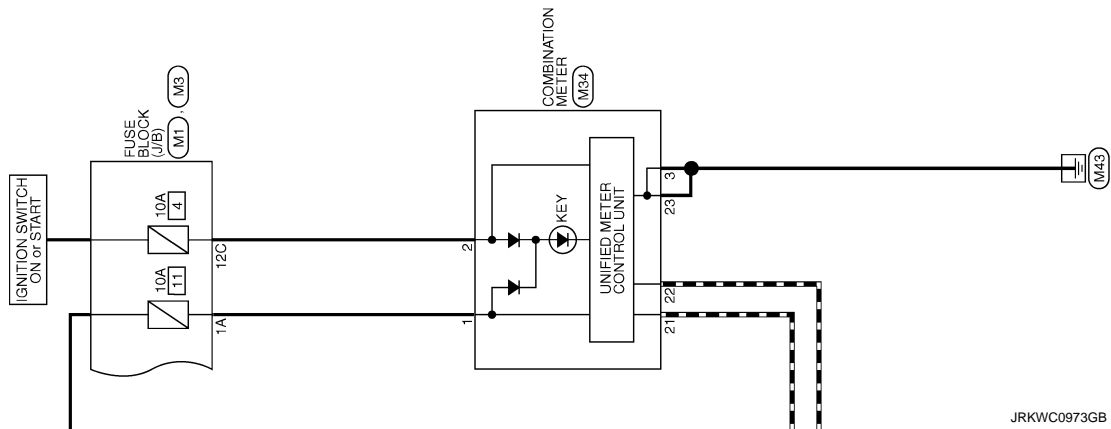 IGNITION SWITCH
ON or START
FUSE
BLOCK
(J/B)
M1 , M3
10A
4
12C
10A
11
1A
COMBINATION
METER
M34
2
1
KEY
UNIFIED METER
CONTROL UNIT
3
23
22
21
M43
JRKWC0973GB